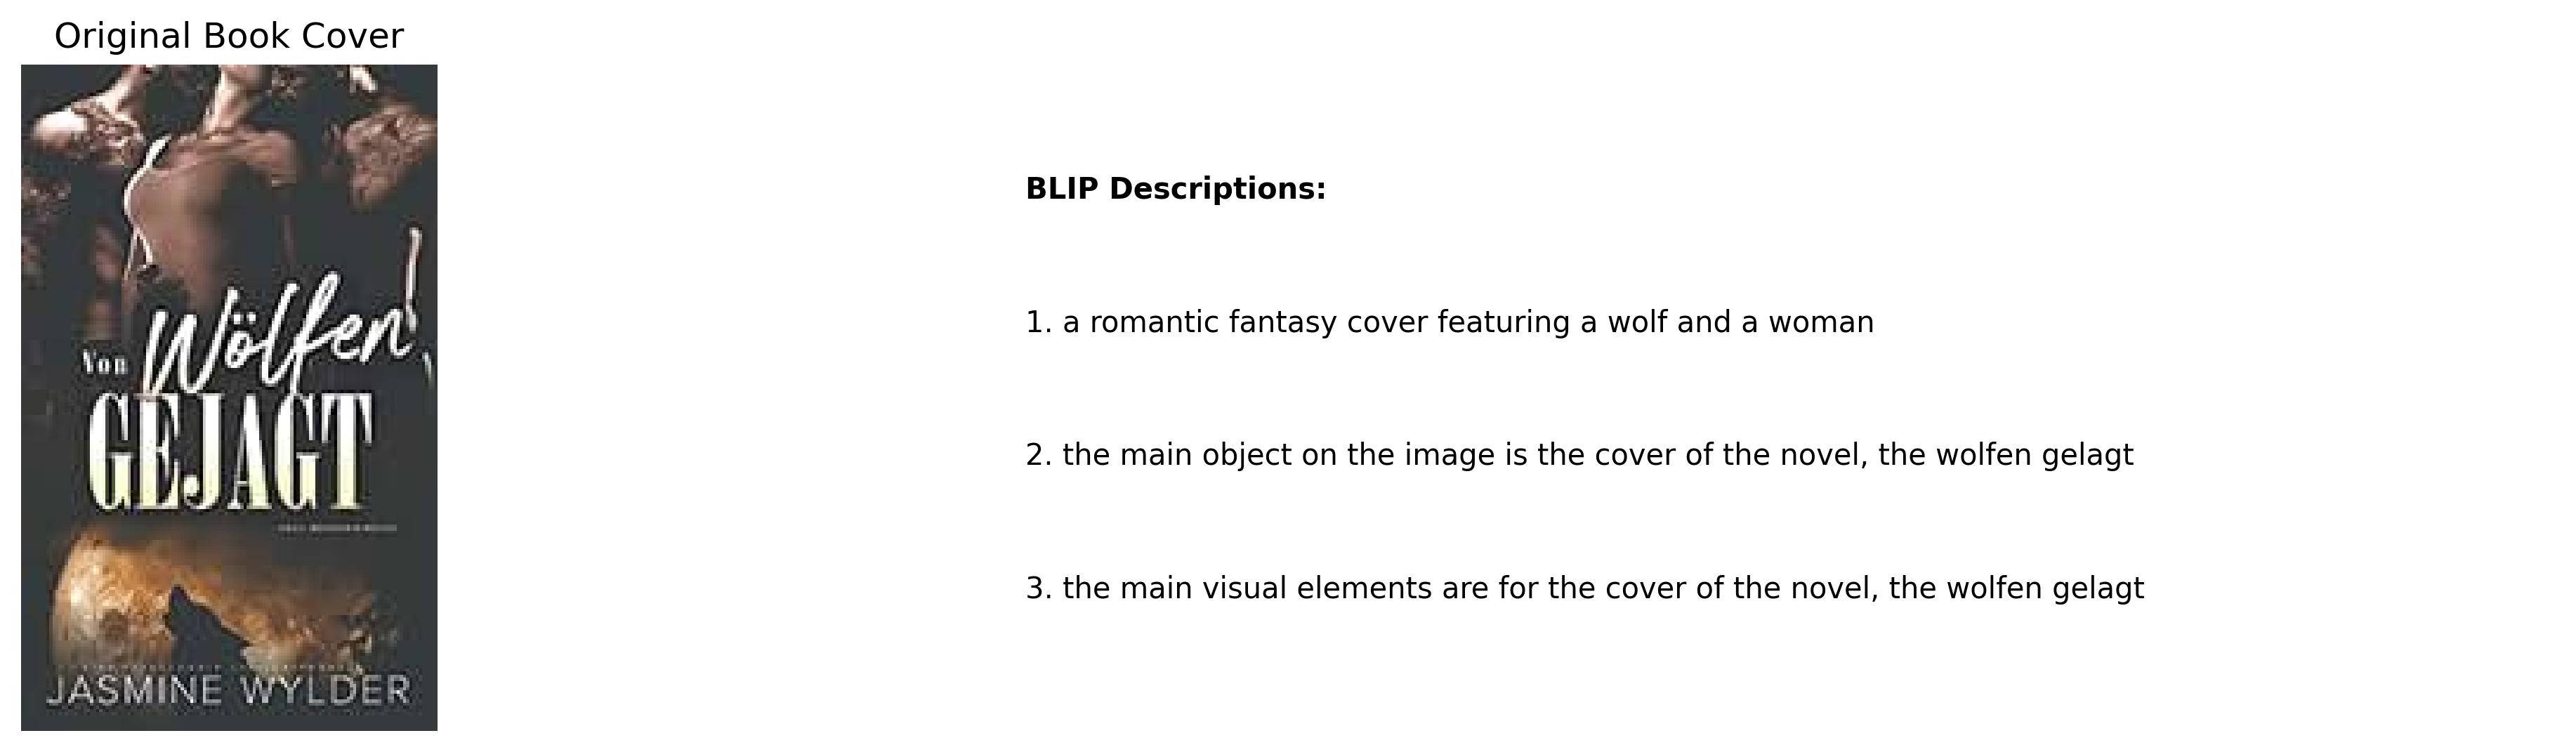 Original Book Cover
Von Wölfen
GEJAGT
JASMINE WYLDER
BLIP Descriptions:
1. a romantic fantasy cover featuring a wolf and a woman
2. the main object on the image is the cover of the novel, the wolfen gelagt
3. the main visual elements are for the cover of the novel, the wolfen gelagt